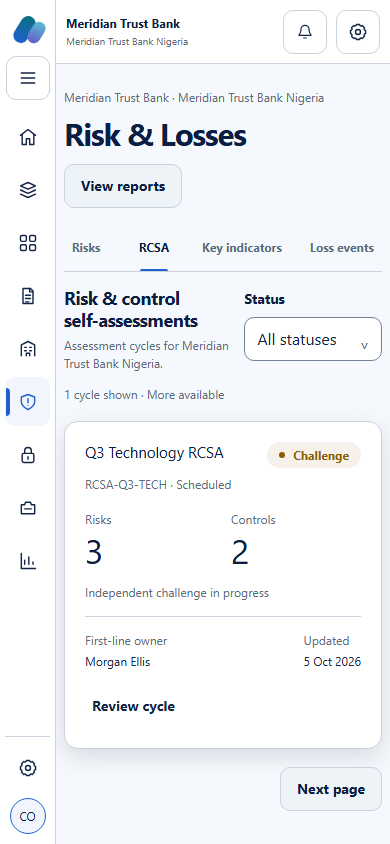 Meridian Trust Bank
Meridian Trust Bank Nigeria
Meridian Trust Bank · Meridian Trust Bank Nigeria
Risk & Losses
View reports
Risks
RCSA
Key indicators
Loss events
Risk & control
self-assessments
Assessment cycles for Meridian
Trust Bank Nigeria.
Status
All statuses
1 cycle shown · More available
Q3 Technology RCSA
Challenge
RCSA-Q3-TECH · Scheduled
Risks
Controls
3
2
Independent challenge in progress
First-line owner
Updated
Morgan Ellis
5 Oct 2026
Review cycle
Next page
CO